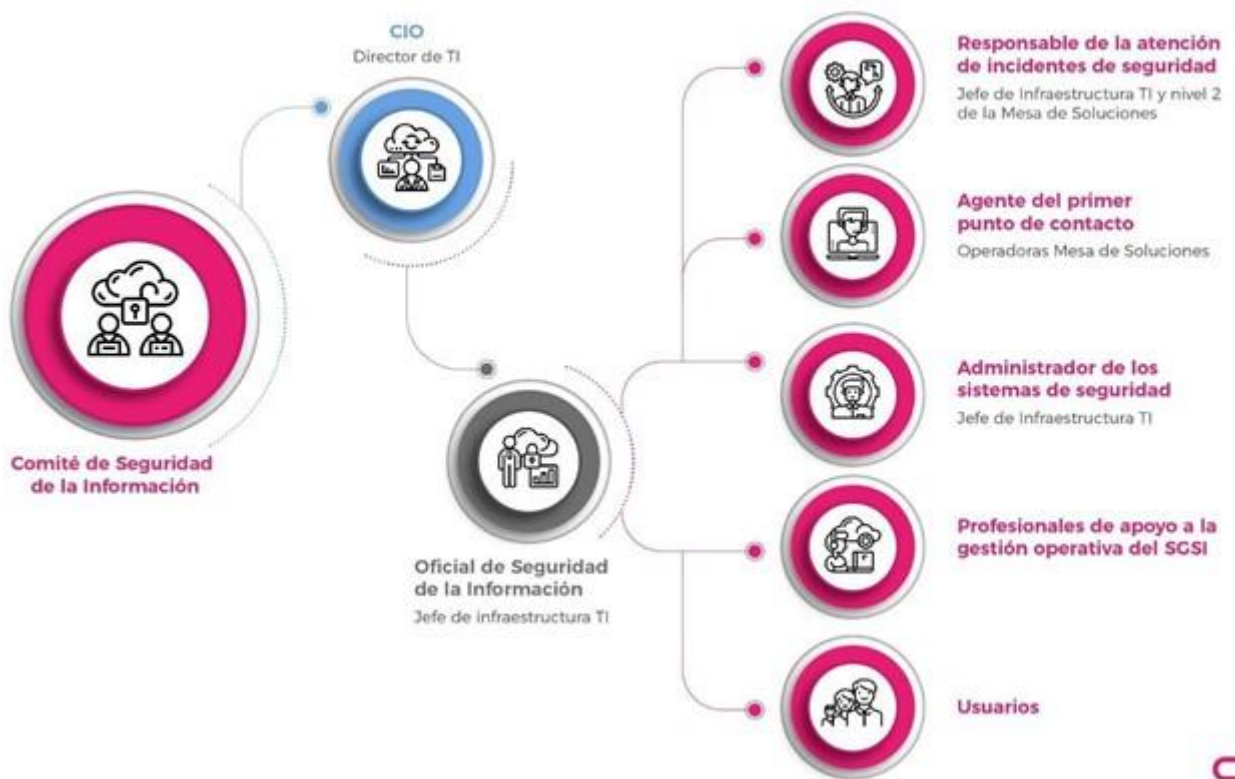 CIO
Director de TI
Comité de Seguridad
de la Información
Oficial de Seguridad
de la Información
Jefe de infraestructura TI
Responsable de la atención
de incidentes de seguridad
Jefe de Infraestructura TI y nivel 2
de la Mesa de Soluciones
Agente del primer
punto de contacto
Operadoras Mesa de Soluciones
Administrador de los
sistemas de seguridad
Jefe de Infraestructura TI
Profesionales de apoyo a la
gestión operativa del SGSI
Usuarios